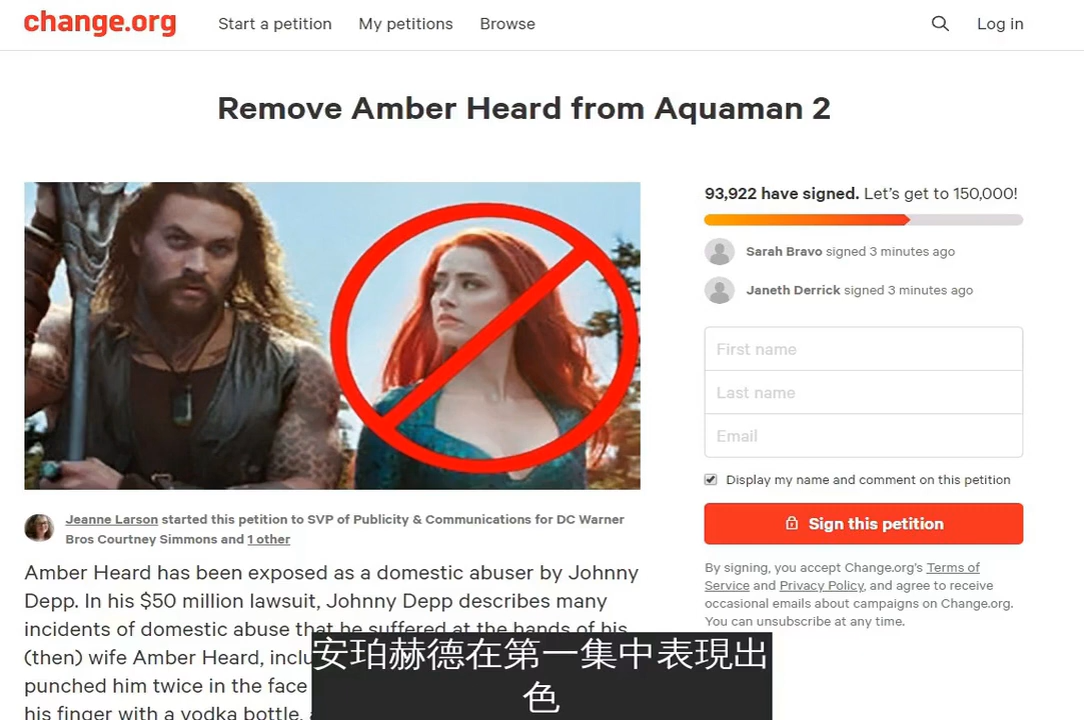 change.org
Start a petition
My petitions
Browse
Log in
Remove Amber Heard from Aquaman 2
93,922 have signed. Let's get to 150,000!
Sarah Bravo signed 3 minutes ago
Janeth Derrick signed 3 minutes ago
First name
Last name
Email
Display my name and comment on this petition
Sign this petition
By signing, you accept Change.org's Terms of
Service and Privacy Policy, and agree to receive
occasional emails about campaigns on Change.org.
You can unsubscribe at any time.
Jeanne Larson started this petition to SVP of Publicity & Communications for DC Warner
Bros Courtney Simmons and 1 other
Amber Heard has been exposed as a domestic abuser by Johnny
Depp. In his $50 million lawsuit, Johnny Depp describes many
incidents of domestic abuse that he suffered at the hands of his
(then) wife Amber Heard,
punched him twice in the face
his finger with a vodka bottle,
安珀赫德在第一集中表現出
色